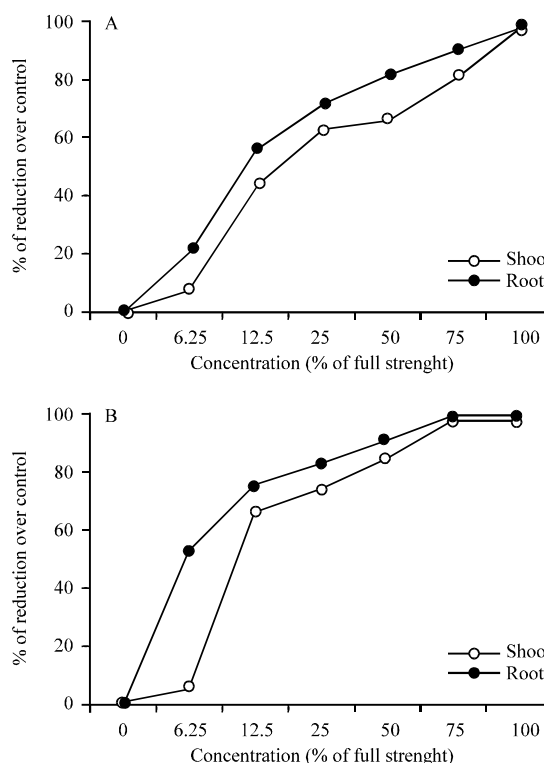 A
% of reduction over control
100
80
60
40
20
0
Shoo
Root
0 6.25 12.5 25 50 75 100
Concentration (% of full strenght)
B
% of reduction over control
100
80
60
40
20
0
Shoo
Root
0 6.25 12.5 25 50 75 100
Concentration (% of full strenght)